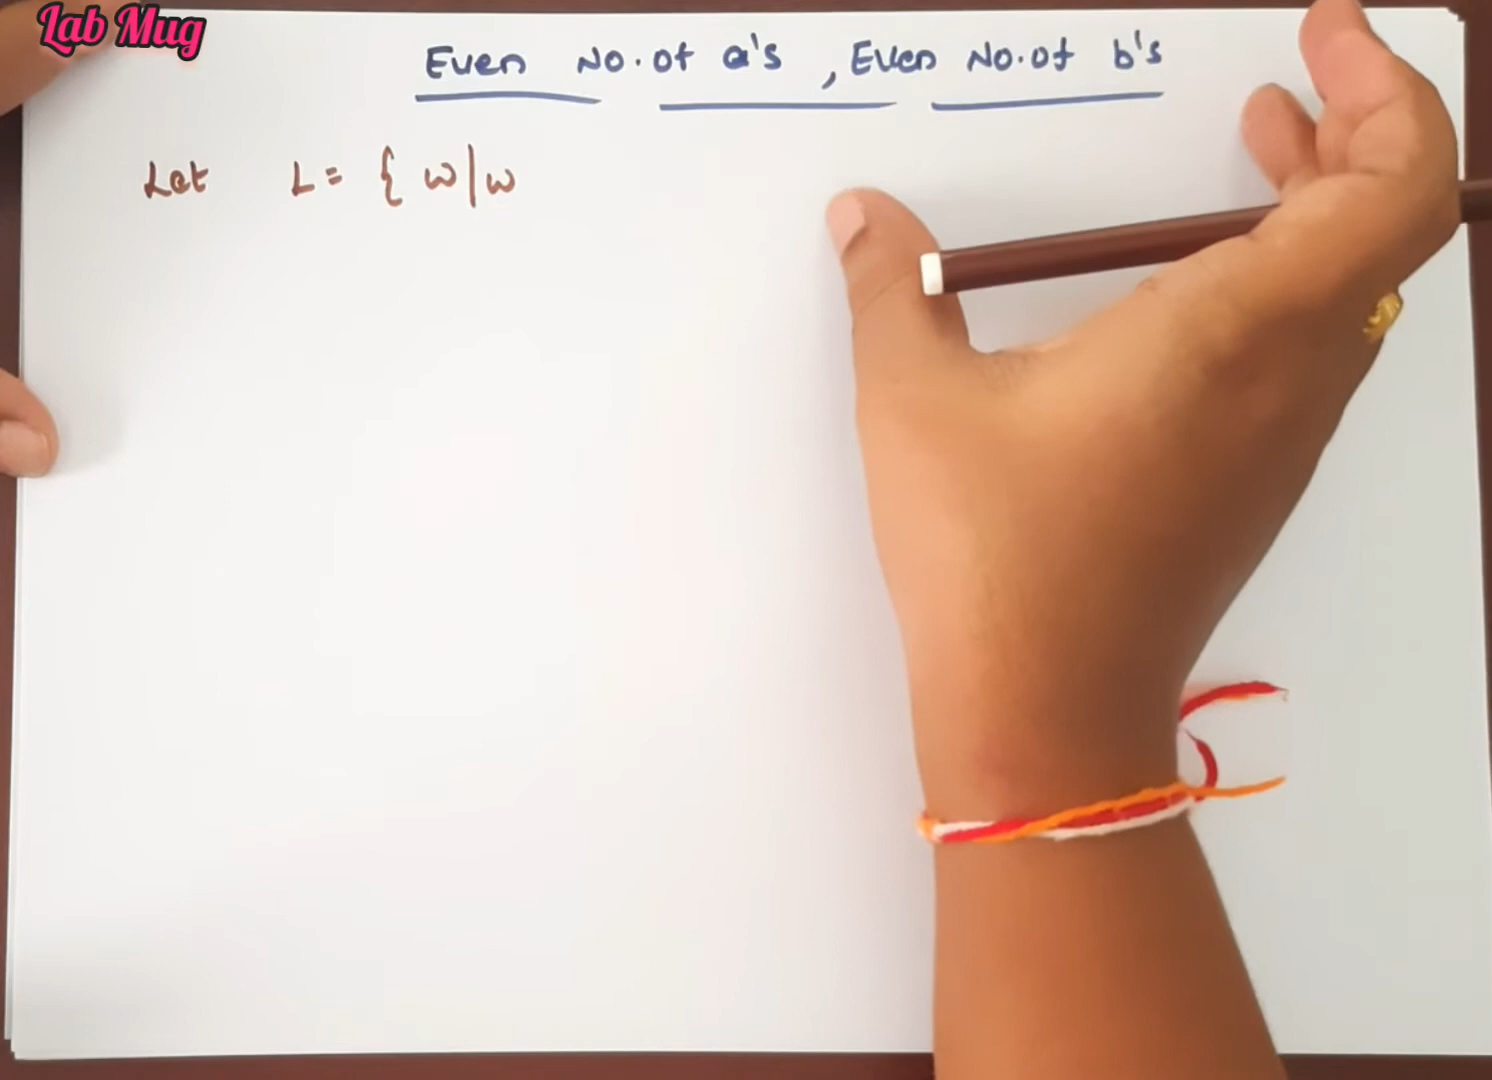 Lab Mug
Even No. of a's , Even No. of b's
Let L = { w|w